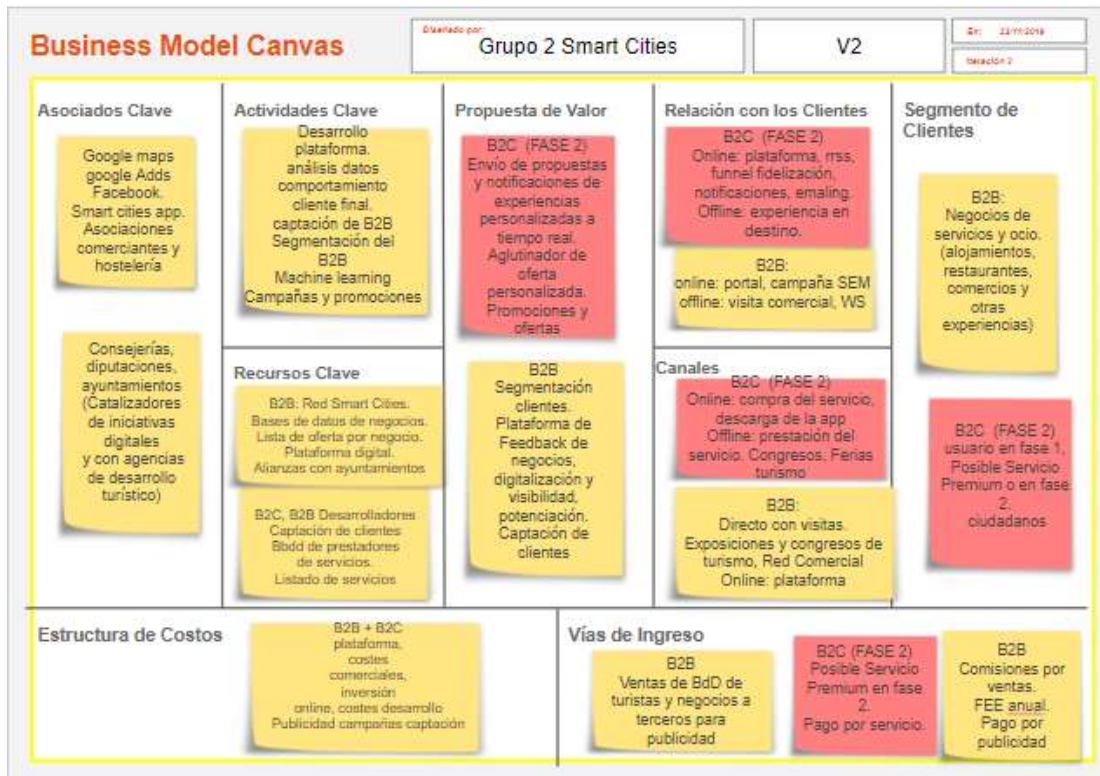 Business Model Canvas
Diseñado por:
Grupo 2 Smart Cities
V2
En:
Iteración 2
Asociados Clave
Google maps
google Adds
Facebook.
Smart cities app.
Asociaciones
comerciantes y
hostelería
Consejerías,
diputaciones,
ayuntamientos
(Catalizadores
de iniciativas
digitales
y con agencias
de desarrollo
turístico)
Actividades Clave
Desarrollo
plataforma.
análisis datos
comportamiento
cliente final.
captación de B2B
Segmentación del
B2B
Machine learning
Campañas y promociones
Recursos Clave
B2B: Red Smart Cities.
Bases de datos de negocios.
Lista de oferta por negocio.
Plataforma digital.
Alianzas con ayuntamientos
B2C, B2B Desarrolladores
Captación de clientes
Bbdd de prestadores
de servicios.
Listado de servicios
Propuesta de Valor
B2C (FASE 2)
Envío de propuestas
y notificaciones de
experiencias
personalizadas a
tiempo real.
Aglutinador de
oferta
personalizada.
Promociones y
ofertas
B2B
Segmentación
clientes.
Plataforma de
Feedback de
negocios,
digitalización y
visibilidad,
potenciación.
Captación de
clientes
Relación con los Clientes
B2C (FASE 2)
Online: plataforma, rrss,
funnel fidelización,
notificaciones, emaling.
Offline: experiencia en
destino.
B2B:
online: portal, campaña SEM
offline: visita comercial, WS
Canales
B2C (FASE 2)
Online: compra del servicio,
descarga de la app
Offline: prestación del
servicio. Congresos. Ferias
turismo
B2B:
Directo con visitas.
Exposiciones y congresos de
turismo, Red Comercial
Online: plataforma
Segmento de
Clientes
B2B:
Negocios de
servicios y ocio.
(alojamientos,
restaurantes,
comercios y
otras
experiencias)
B2C (FASE 2)
usuario en fase 1,
Posible Servicio
Premium o en fase
2.
ciudadanos
Estructura de Costos
B2B + B2C
plataforma,
costes
comerciales,
inversión
online, costes desarrollo
Publicidad campañas captación
Vías de Ingreso
B2B
Ventas de BdD de
turistas y negocios a
terceros para
publicidad
B2C (FASE 2)
Posible Servicio
Premium en fase
2.
Pago por servicio.
B2B
Comisiones por
ventas.
FEE anual.
Pago por
publicidad